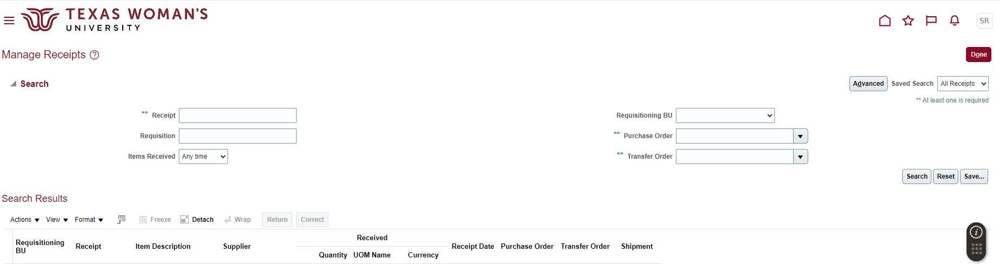 TEXAS WOMAN'S
UNIVERSITY
SR
Manage Receipts ?
Done
Search
Advanced Saved Search All Receipts
** At least one is required
** Receipt
Requisitioning BU
Requisition
** Purchase Order
Items Received Any time
** Transfer Order
Search Reset Save...
Search Results
Actions View Format Freeze Detach Wrap Return Correct
Requisitioning BU Receipt Item Description Supplier Received Receipt Date Purchase Order Transfer Order Shipment
Quantity UOM Name Currency
i